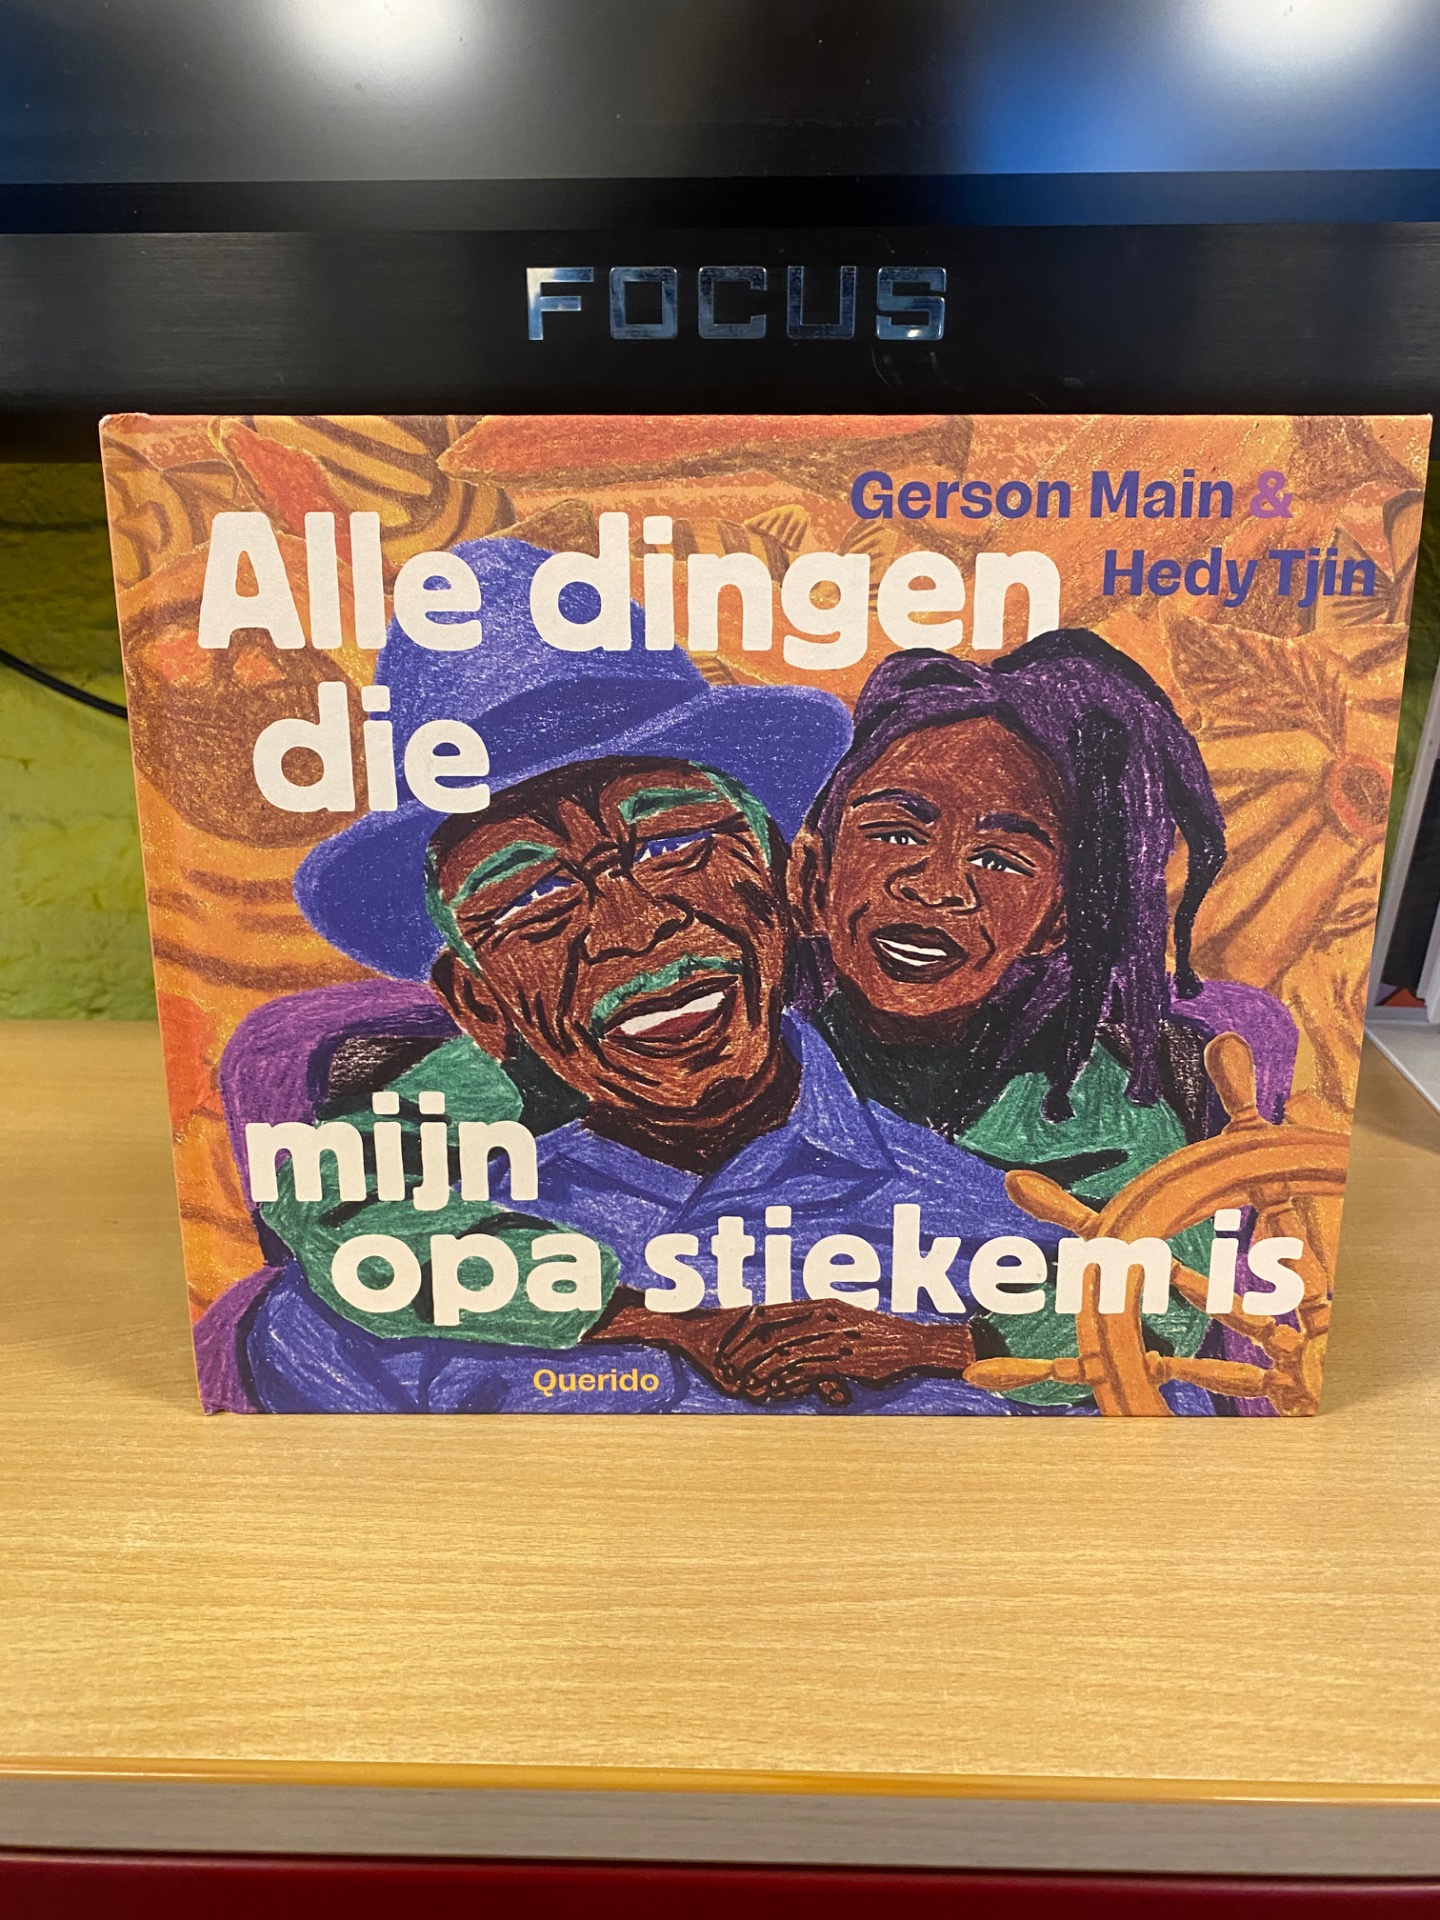 FOCUS
Gerson Main &
Hedy Tjin
Alle dingen
die
mijn
opa stiekem is
Querido